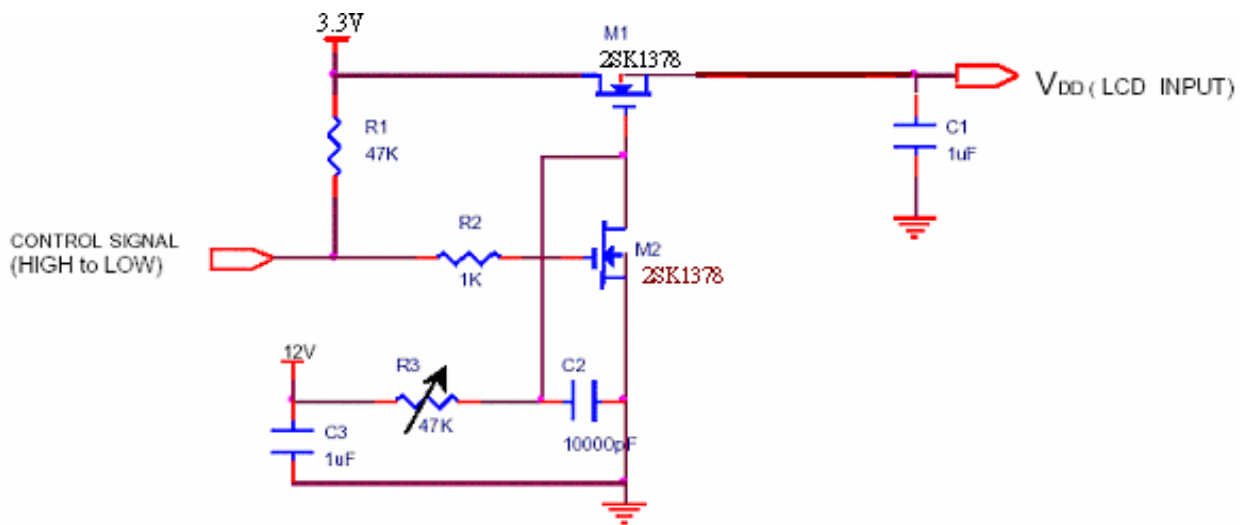 3.3V
M1
2SK1378
VDD ( LCD INPUT)
R1
47K
C1
1uF
CONTROL SIGNAL
(HIGH to LOW)
R2
1K
M2
2SK1378
12V
R3
47K
C2
10000pF
C3
1uF